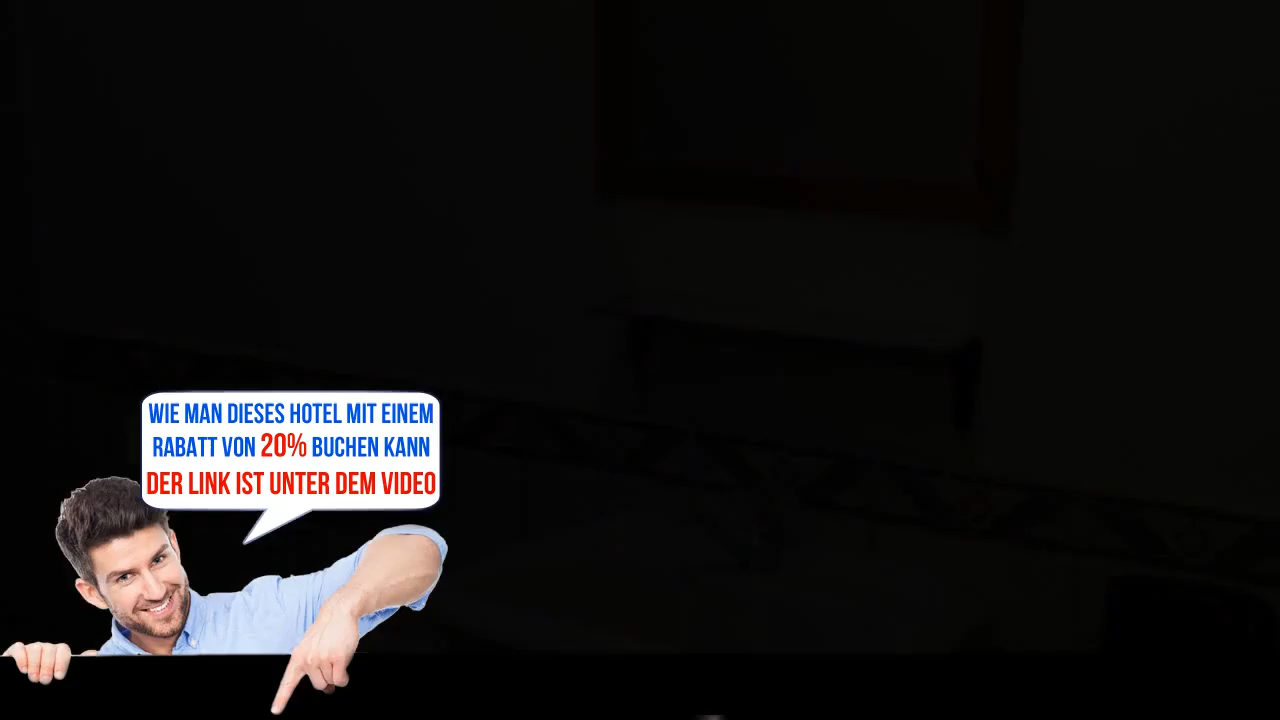 WIE MAN DIESES HOTEL MIT EINEM
RABATT VON 20% BUCHEN KANN
DER LINK IST UNTER DEM VIDEO